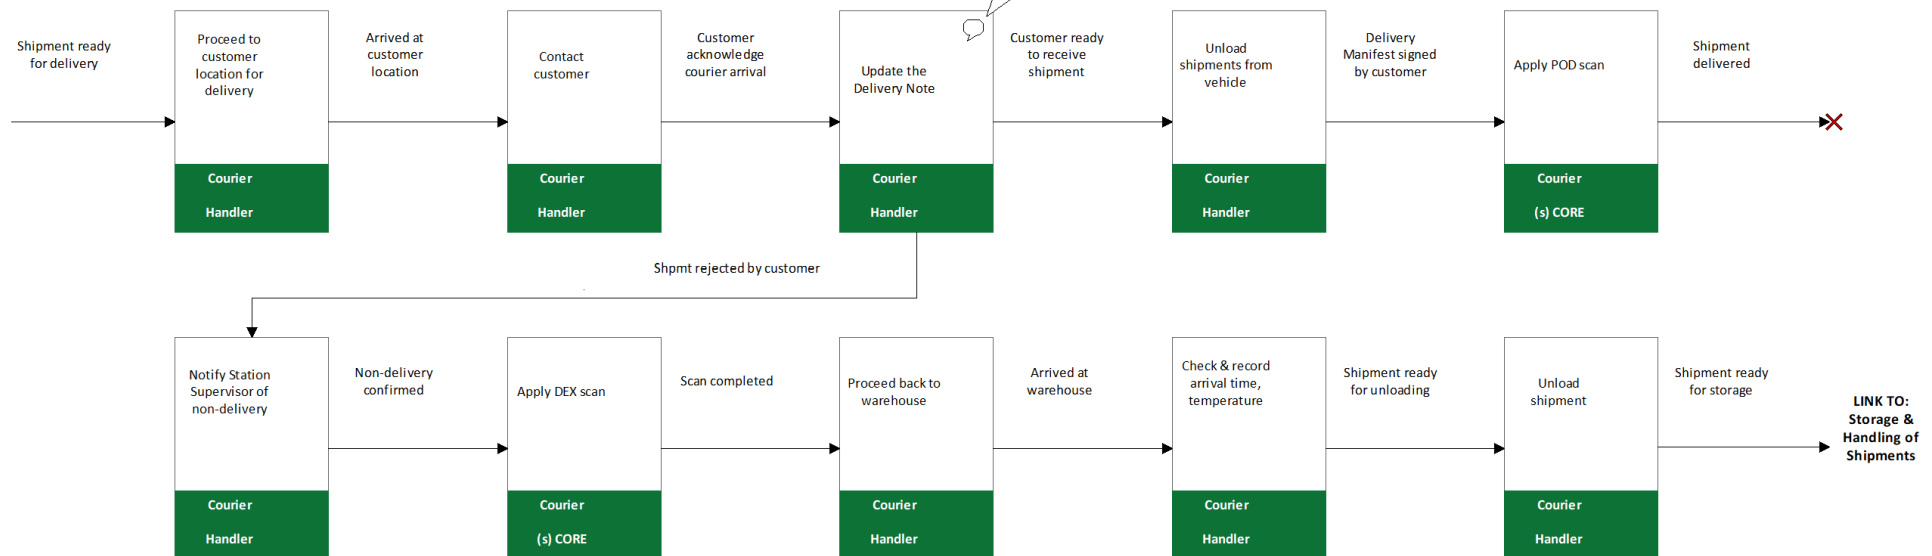 Shipment ready
for delivery
Proceed to
customer
location for
delivery
Courier
Handler
Arrived at
customer
location
Contact
customer
Courier
Handler
Customer
acknowledge
courier arrival
Update the
Delivery Note
Courier
Handler
Customer ready
to receive
shipment
Unload
shipments from
vehicle
Courier
Handler
Delivery
Manifest signed
by customer
Apply POD scan
Courier
(s) CORE
Shipment
delivered
Shpmt rejected by customer
Notify Station
Supervisor of
non-delivery
Courier
Handler
Non-delivery
confirmed
Apply DEX scan
Courier
(s) CORE
Scan completed
Proceed back to
warehouse
Courier
Handler
Arrived at
warehouse
Check & record
arrival time,
temperature
Courier
Handler
Shipment ready
for unloading
Unload
shipment
Courier
Handler
Shipment ready
for storage
LINK TO:
Storage &
Handling of
Shipments